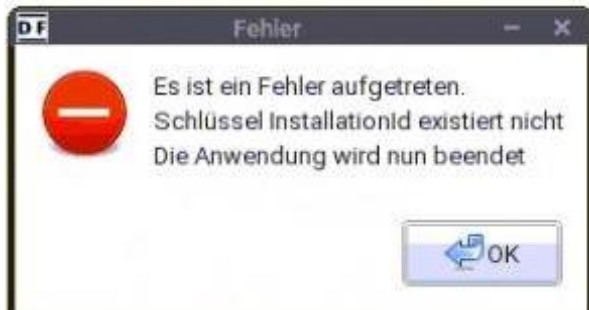 DF
Fehler
Es ist ein Fehler aufgetreten.
Schlüssel InstallationId existiert nicht
Die Anwendung wird nun beendet
OK